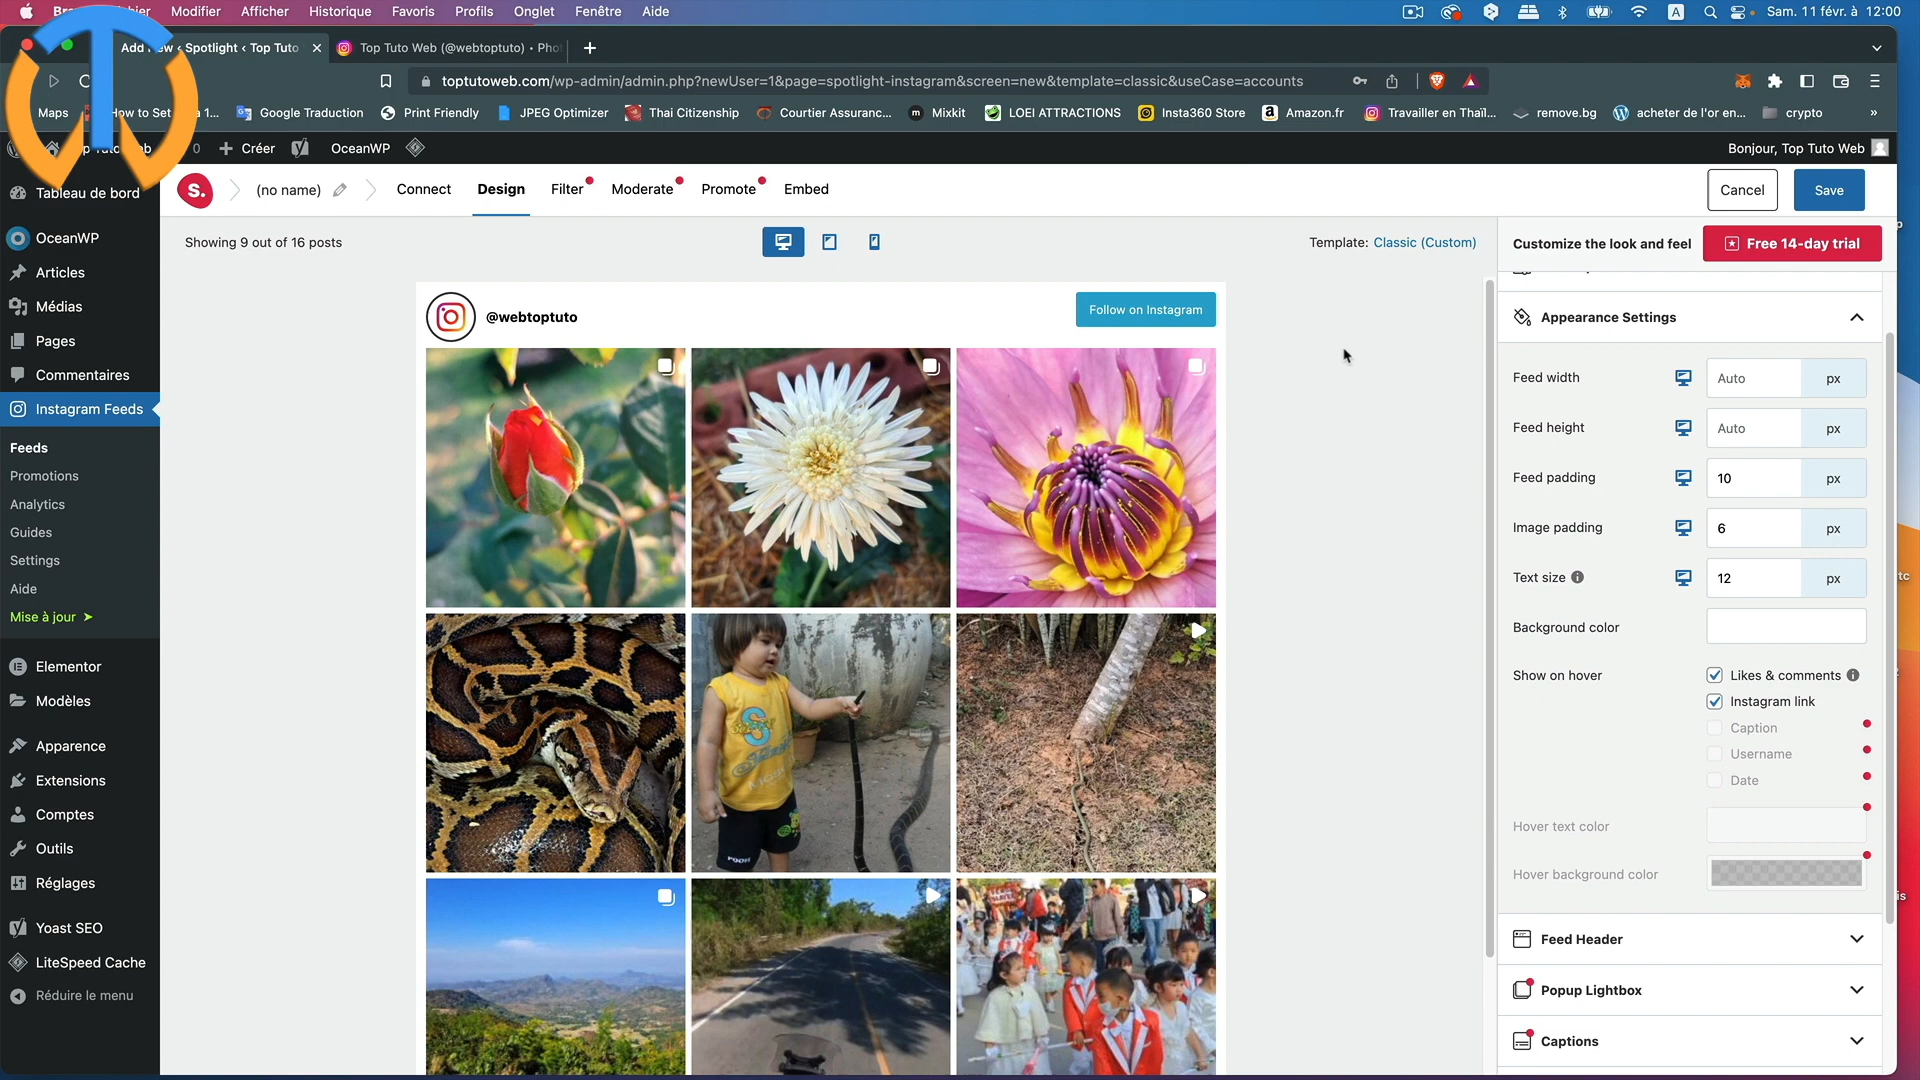 Modifier Afficher Historique Favoris Profils Onglet Fenêtre Aide A Sam. 11 févr. à 12:00
Spotlight ‹ Top Tuto Top Tuto Web (@webtoptuto) •
toptutoweb.com/wp-admin/admin.php?newUser=1&page=spotlight-instagram&screen=new&template=classic&useCase=accounts
Maps How to Set Google Traduction Print Friendly JPEG Optimizer Thai Citizenship Courtier Assuranc... Mixkit LOEI ATTRACTIONS Insta360 Store Amazon.fr Travailler en Thaïl... remove.bg acheter de l'or en... crypto »
0 + Créer OceanWP Bonjour, Top Tuto Web
Tableau de bord
OceanWP
Articles
Médias
Pages
Commentaires
Instagram Feeds
Feeds
Promotions
Analytics
Guides
Settings
Aide
Mise à jour ➤
Elementor
Modèles
Apparence
Extensions
Comptes
Outils
Réglages
Yoast SEO
LiteSpeed Cache
Réduire le menu
S. (no name) Connect Design Filter Moderate Promote Embed Cancel Save
Showing 9 out of 16 posts
Template: Classic (Custom)
@webtoptuto
Follow on Instagram
Customize the look and feel Free 14-day trial
Appearance Settings
Feed width Auto px
Feed height Auto px
Feed padding 10 px
Image padding 6 px
Text size 12 px
Background color
Show on hover Likes & comments
Instagram link
Caption
Username
Date
Hover text color
Hover background color
Feed Header
Popup Lightbox
Captions